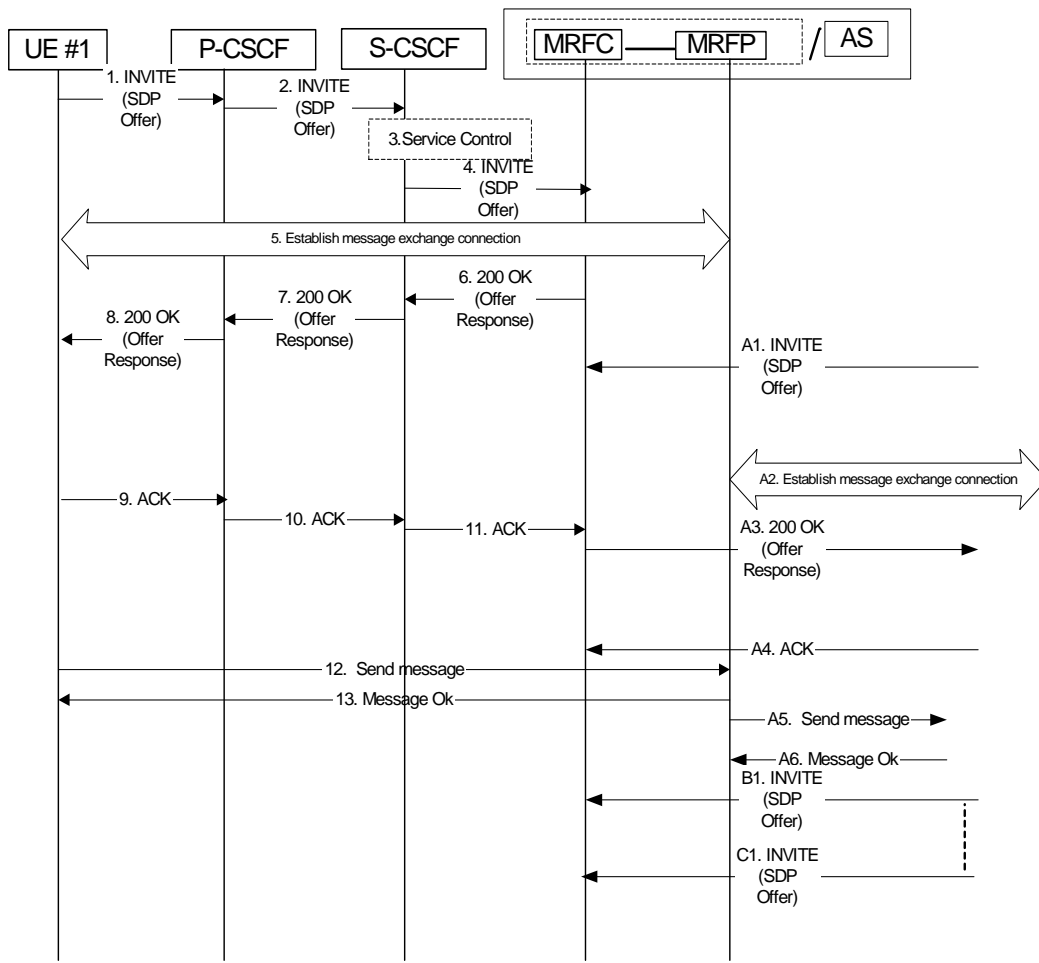 UE #1
P-CSCF
S-CSCF
MRFC
MRFP
/
AS
1. INVITE
(SDP
Offer)
2. INVITE
(SDP
Offer)
3.Service Control
4. INVITE
(SDP
Offer)
5. Establish message exchange connection
6. 200 OK
(Offer
Response)
7. 200 OK
(Offer
Response)
8. 200 OK
(Offer
Response)
A1. INVITE
(SDP
Offer)
A2. Establish message exchange connection
9. ACK
10. ACK
11. ACK
A3. 200 OK
(Offer
Response)
A4. ACK
12. Send message
13. Message Ok
A5. Send message
A6. Message Ok
B1. INVITE
(SDP
Offer)
C1. INVITE
(SDP
Offer)